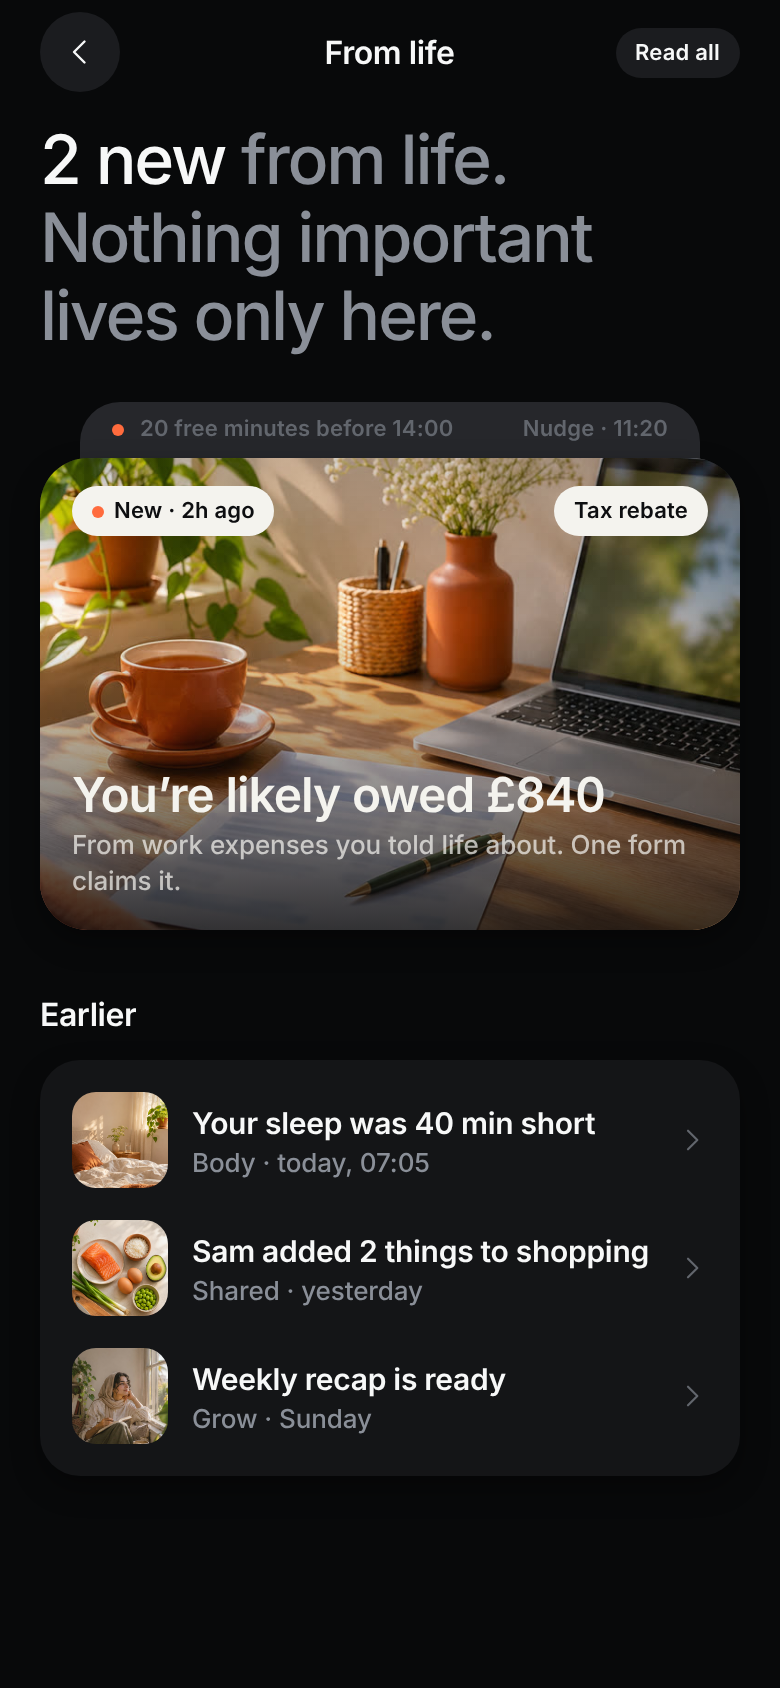 From life
Read all
2 new from life.
Nothing important
lives only here.
20 free minutes before 14:00
Nudge · 11:20
New · 2h ago
Tax rebate
You’re likely owed £840
From work expenses you told life about. One form
claims it.
Earlier
Your sleep was 40 min short
Body · today, 07:05
Sam added 2 things to shopping
Shared · yesterday
Weekly recap is ready
Grow · Sunday